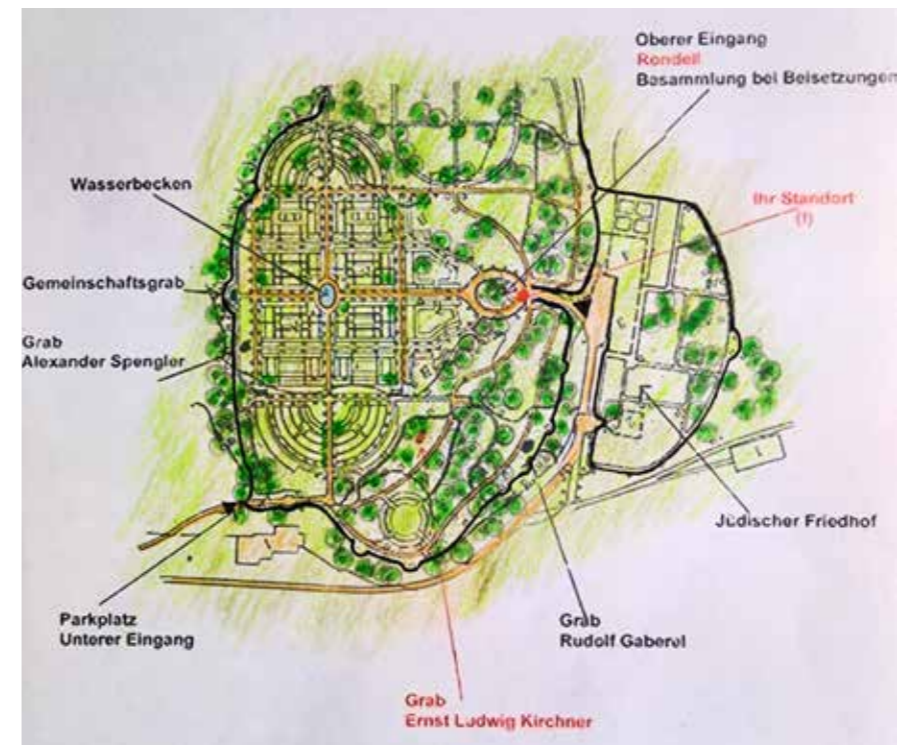 Oberer Eingang
Rondell
Besammlung bei Beisetzungen
Wasserbecken
Ihr Standort
(!)
Gemeinschaftsgrab
Grab
Alexander Spengler
Jüdischer Friedhof
Parkplatz
Unterer Eingang
Grab
Rudolf Gaberel
Grab
Ernst Ludwig Kirchner